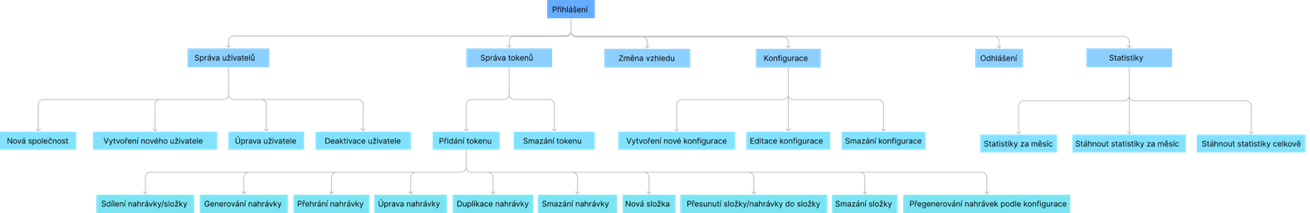 Přihlášení
Správa uživatelů
Správa tokenů
Změna vzhledu
Konfigurace
Odhlášení
Statistiky
Nová společnost
Vytvoření nového uživatele
Úprava uživatele
Deaktivace uživatele
Přidání tokenu
Smazání tokenu
Vytvoření nové konfigurace
Editace konfigurace
Smazání konfigurace
Statistiky za měsíc
Stáhnout statistiky za měsíc
Stáhnout statistiky celkově
Sdílení nahrávky/složky
Generování nahrávky
Přehrání nahrávky
Úprava nahrávky
Duplikace nahrávky
Smazání nahrávky
Nová složka
Přesunutí složky/nahrávky do složky
Smazání složky
Přegenerování nahrávek podle konfigurace